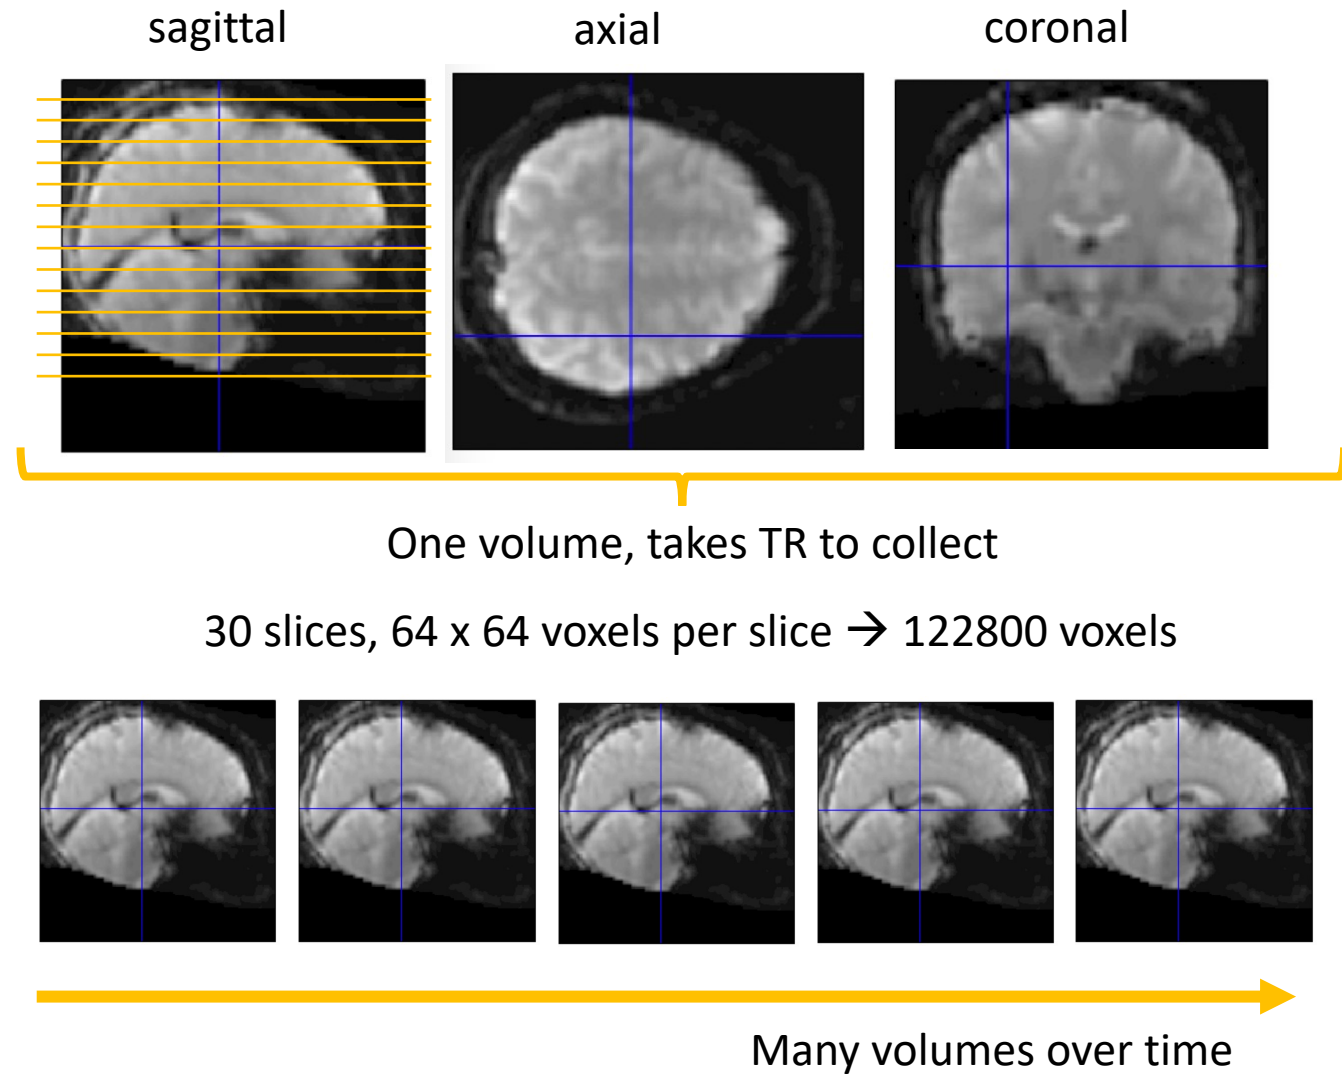 sagittal
axial
coronal
One volume, takes TR to collect
30 slices, 64 x 64 voxels per slice → 122800 voxels
Many volumes over time